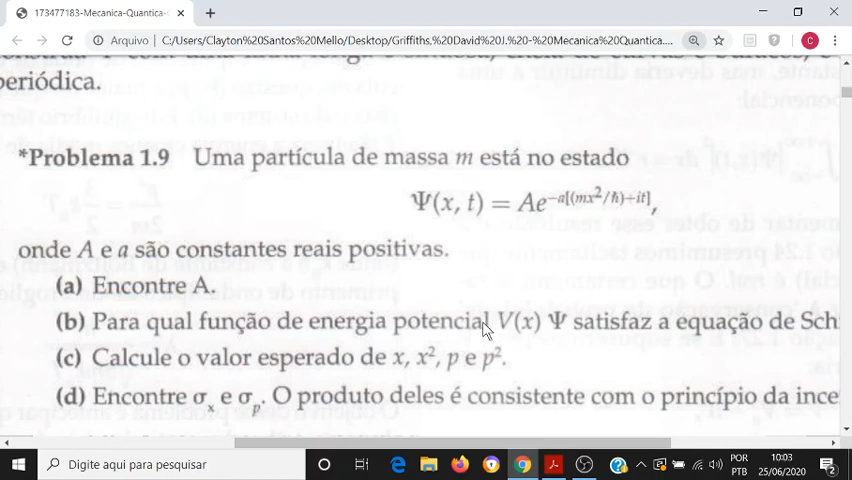 173477183-Mecanica-Quantica-
Arquivo | C:/Users/Clayton%20Santos%20Mello/Desktop/Griffiths,%20David%20J.%20-%20Mecanica%20Quantica....
C
periódica.
*Problema 1.9 Uma partícula de massa m está no estado
Ψ(x, t) = Ae^{-a[(mx²/ℏ)+it]},
onde A e a são constantes reais positivas.
(a) Encontre A.
(b) Para qual função de energia potencial V(x) Ψ satisfaz a equação de Sch
(c) Calcule o valor esperado de x, x², p e p².
(d) Encontre σₓ e σₚ. O produto deles é consistente com o princípio da ince
Digite aqui para pesquisar
POR
PTB
10:03
25/06/2020
2